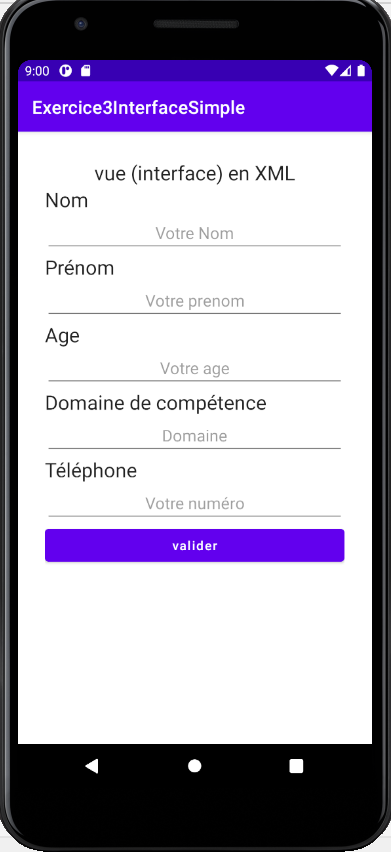 9:00
Exercice3InterfaceSimple
vue (interface) en XML
Nom
Votre Nom
Prénom
Votre prenom
Age
Votre age
Domaine de compétence
Domaine
Téléphone
Votre numéro
valider